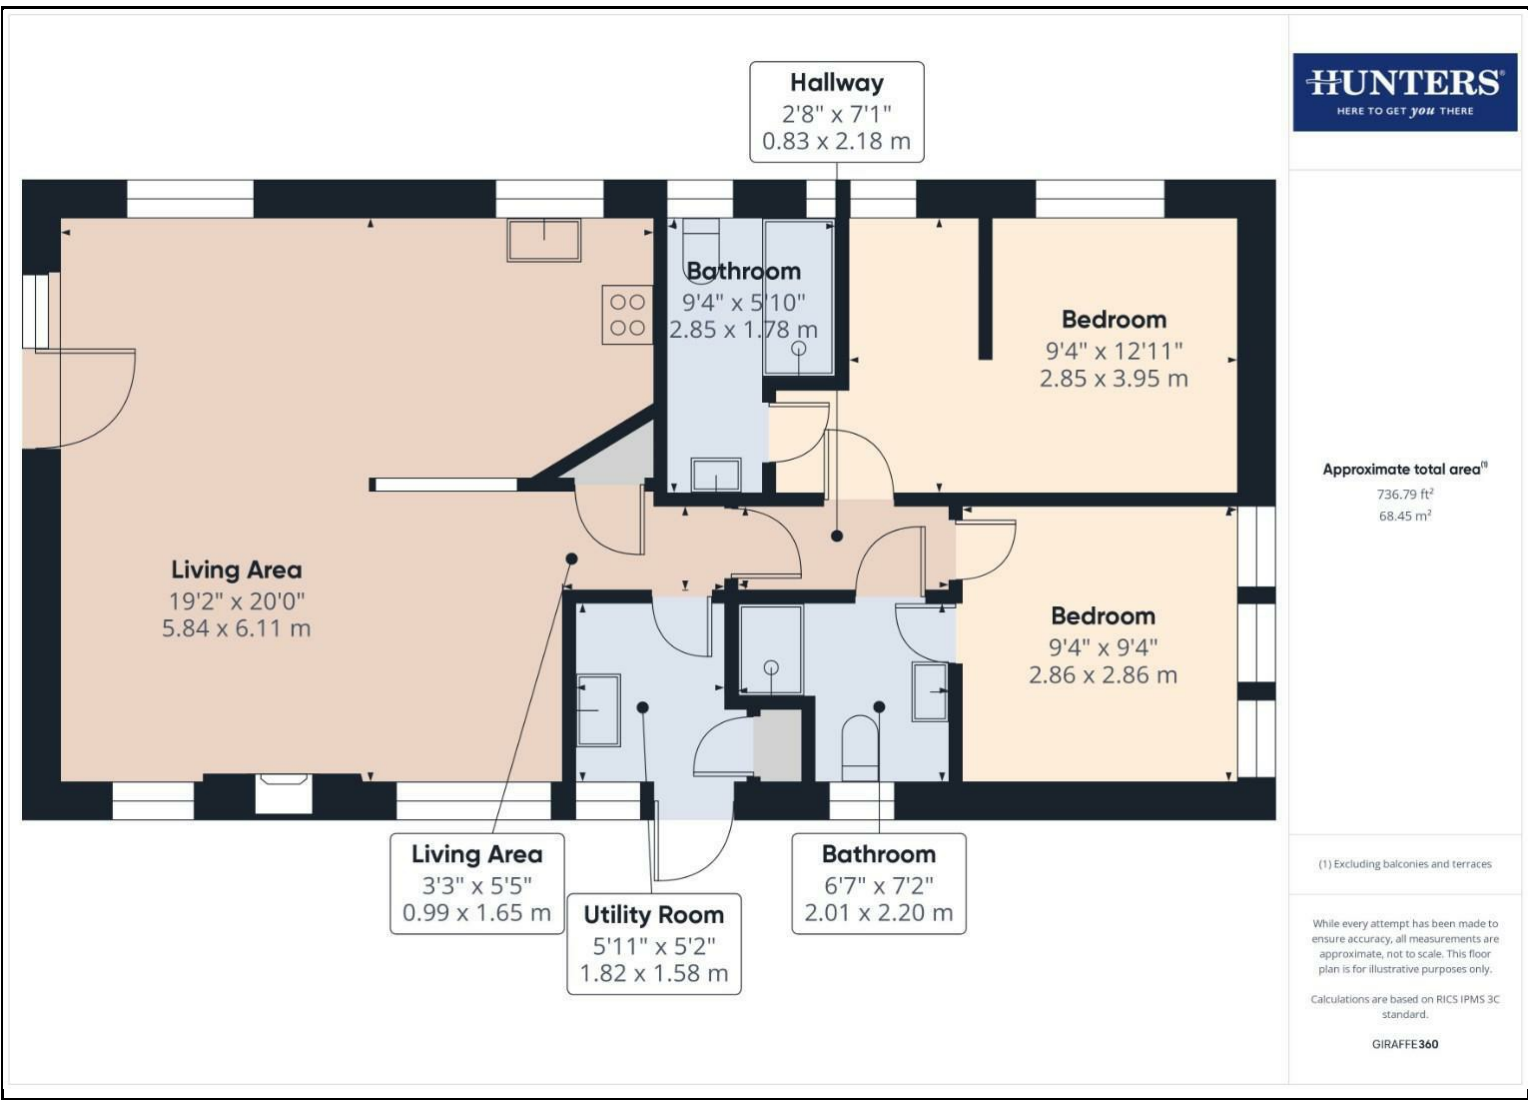 Hallway
2'8" x 7'1"
0.83 x 2.18 m
HUNTERS®
HERE TO GET you THERE
Bathroom
9'4" x 5'10"
2.85 x 1.78 m
Bedroom
9'4" x 12'11"
2.85 x 3.95 m
Approximate total area(1)
736.79 ft²
68.45 m²
Living Area
19'2" x 20'0"
5.84 x 6.11 m
Bedroom
9'4" x 9'4"
2.86 x 2.86 m
Living Area
3'3" x 5'5"
0.99 x 1.65 m
Utility Room
5'11" x 5'2"
1.82 x 1.58 m
Bathroom
6'7" x 7'2"
2.01 x 2.20 m
(1) Excluding balconies and terraces
While every attempt has been made to
ensure accuracy, all measurements are
approximate, not to scale. This floor
plan is for illustrative purposes only.
Calculations are based on RICS IPMS 3C
standard.
GIRAFFE360